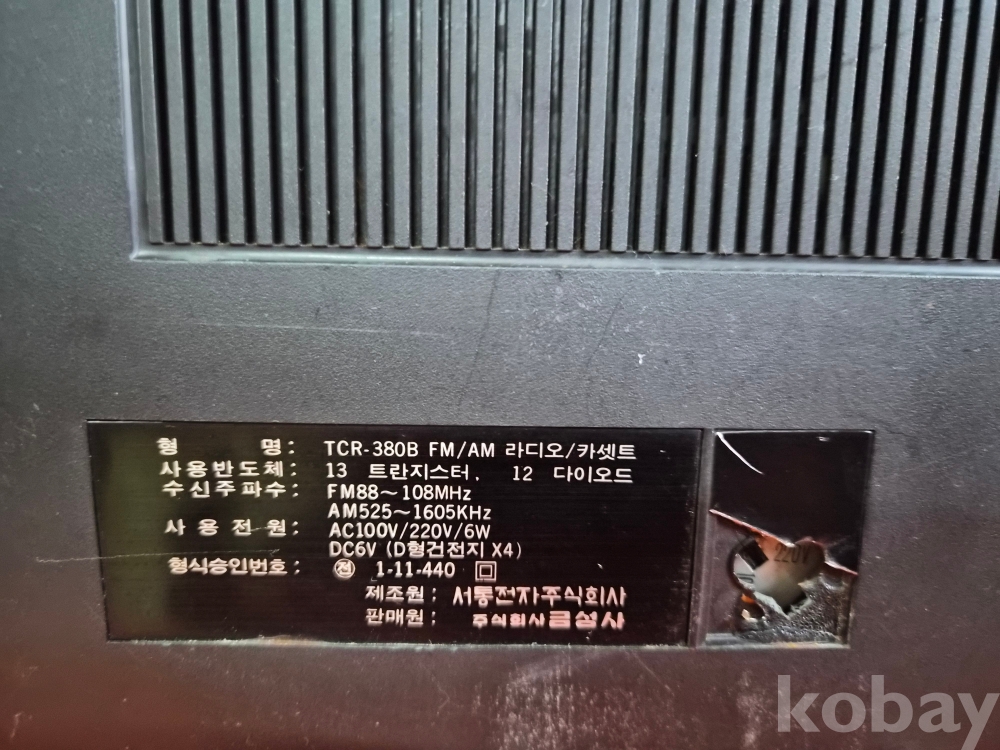 형 명 : TCR-380B FM/AM 라디오/카셋트
사용반도체 : 13 트란지스터, 12 다이오드
수신주파수 : FM88~108MHz
AM525~1605KHz
사용전원 : AC100V/220V/6W
DC6V (D형건전지 X4)
형식승인번호 : 전 1-11-440
제조원 : 서통전자주식회사
판매원 : 주식회사금성사
220V
kobay